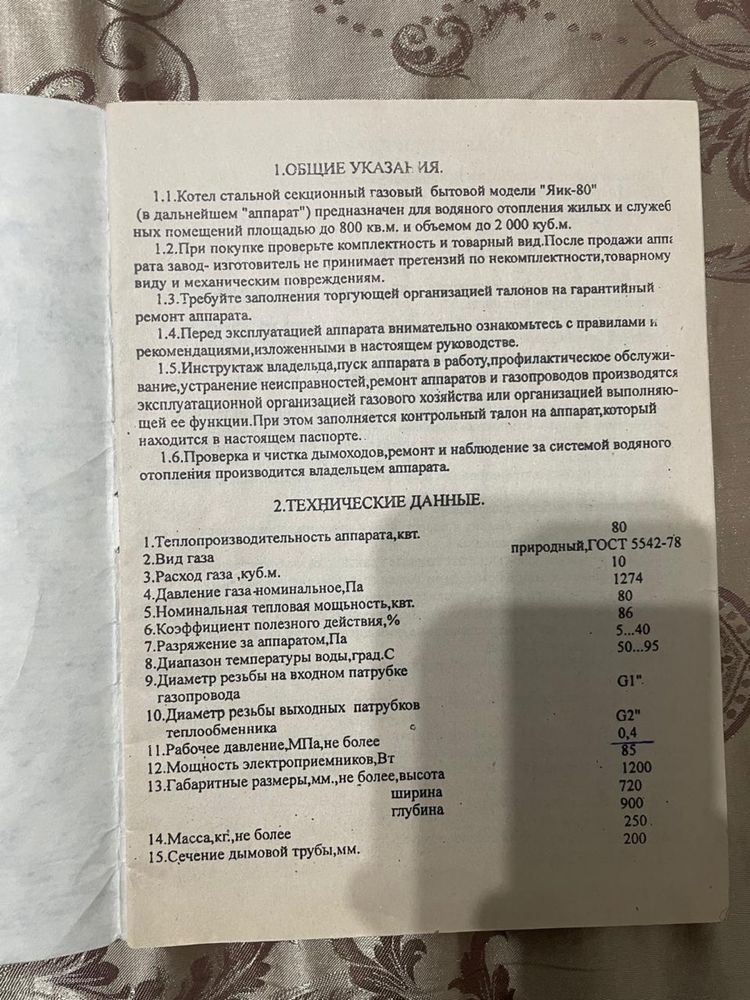 1.ОБЩИЕ УКАЗАНИЯ.
1.1.Котел стальной секционный газовый бытовой модели "Яик-80"
(в дальнейшем "аппарат") предназначен для водяного отопления жилых и служеб
ных помещений площадью до 800 кв.м. и объемом до 2 000 куб.м.
1.2.При покупке проверьте комплектность и товарный вид.После продажи аппа
рата завод- изготовитель не принимает претензий по некомплектности,товарному
виду и механическим повреждениям.
1.3.Требуйте заполнения торгующей организацией талонов на гарантийный
ремонт аппарата.
1.4.Перед эксплуатацией аппарата внимательно ознакомьтесь с правилами и
рекомендациями,изложенными в настоящем руководстве.
1.5.Инструктаж владельца,пуск аппарата в работу,профилактическое обслужи-
вание,устранение неисправностей,ремонт аппаратов и газопроводов производятся
эксплуатационной организацией газового хозяйства или организацией выполняю-
щей ее функции.При этом заполняется контрольный талон на аппарат,который
находится в настоящем паспорте.
1.6.Проверка и чистка дымоходов,ремонт и наблюдение за системой водяного
отопления производится владельцем аппарата.
2.ТЕХНИЧЕСКИЕ ДАННЫЕ.
1.Теплопроизводительность аппарата,квт. 80
2.Вид газа природный,ГОСТ 5542-78
3.Расход газа ,куб.м. 10
4.Давление газа-номинальное,Па 1274
5.Номинальная тепловая мощьность,квт. 80
6.Коэффициент полезного действия,% 86
7.Разряжение за аппаратом,Па 5...40
8.Диапазон температуры воды,град.С 50...95
9.Диаметр резьбы на входном патрубке
газопровода G1"
10.Диаметр резьбы выходных патрубков
теплообменника G2"
11.Рабочее давление,МПа,не более 0,4
12.Мощность электроприемников,Вт 85
13.Габаритные размеры,мм.,не более,высота 1200
ширина 720
глубина 900
14.Масса,кг.,не более 250
15.Сечение дымовой трубы,мм. 200